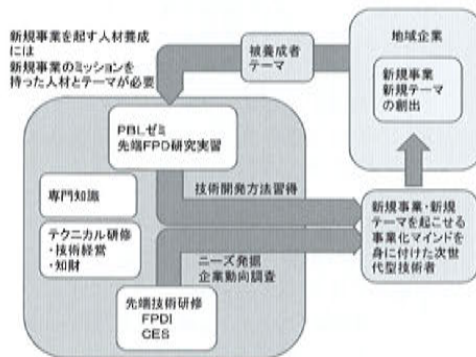 新規事業を起す人材養成
には
新規事業のミッションを
持った人材とテーマが必要
被養成者
テーマ
地域企業
新規事業
新規テーマ
の創出
PBLゼミ
先端FPD研究実習
専門知識
テクニカル研修
・技術経営
・知財
技術開発方法習得
ニーズ発掘
企業動向調査
先端技術研修
FPDI
CES
新規事業・新規
テーマを起こせる
事業化マインドを
身に付けた次世
代型技術者